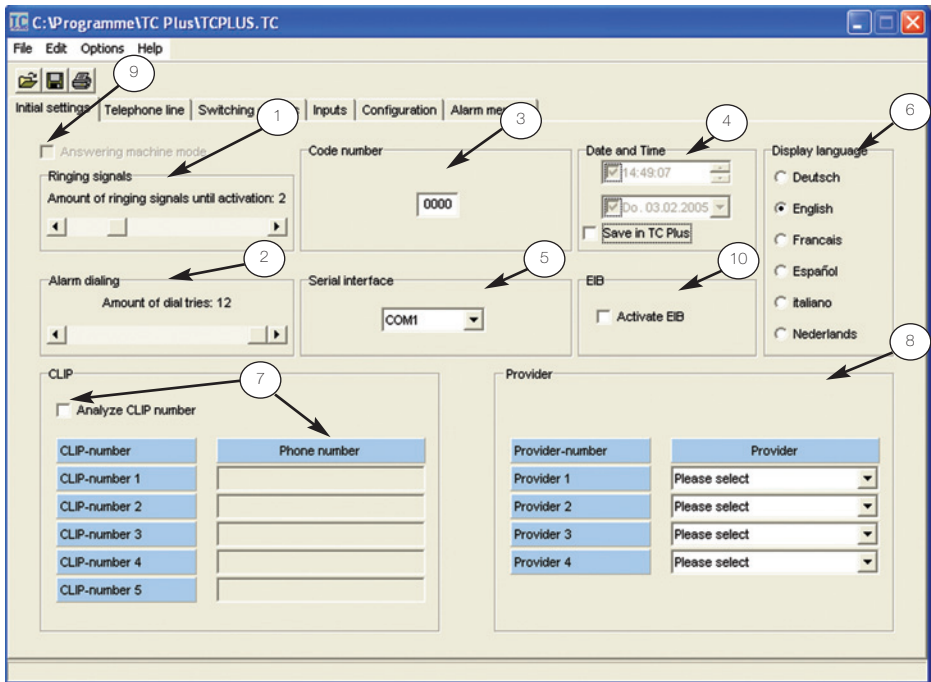 TC C:\Programme\TC Plus\TCPLUS.TC
File Edit Options Help
9
Initial settings Telephone line Switching Inputs Configuration Alarm
1
3
4
6
Answering machine mode
Code number
Date and Time
Display language
Ringing signals
14:49:07
Deutsch
Amount of ringing signals until activation: 2
0000
Do. 03.02.2005
English
Save in TC Plus
Francais
2
5
10
Alarm dialing
Serial interface
EIB
Español
Amount of dial tries: 12
COM1
Activate EIB
italiano
Nederlands
8
CLIP
7
Provider
Analyze CLIP number
CLIP-number Phone number
Provider-number Provider
CLIP-number 1
Provider 1 Please select
CLIP-number 2
Provider 2 Please select
CLIP-number 3
Provider 3 Please select
CLIP-number 4
Provider 4 Please select
CLIP-number 5